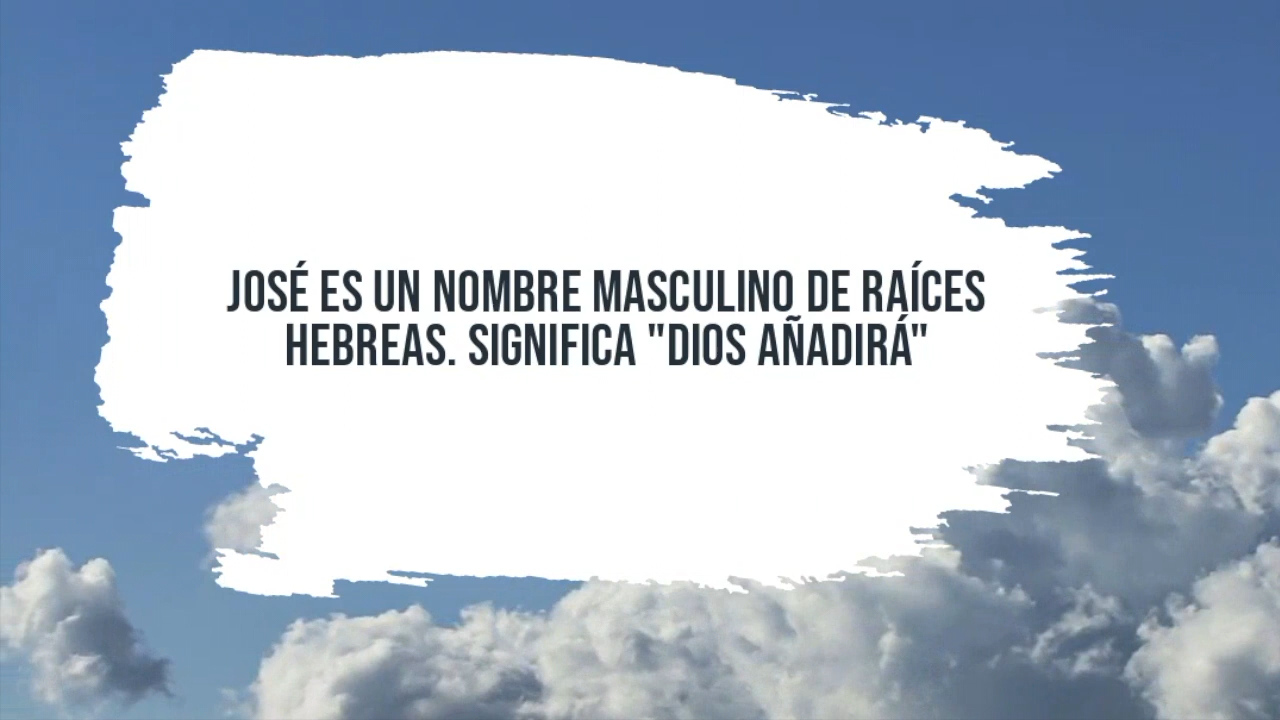 JOSÉ ES UN NOMBRE MASCULINO DE RAÍCES
HEBREAS. SIGNIFICA "DIOS AÑADIRÁ"